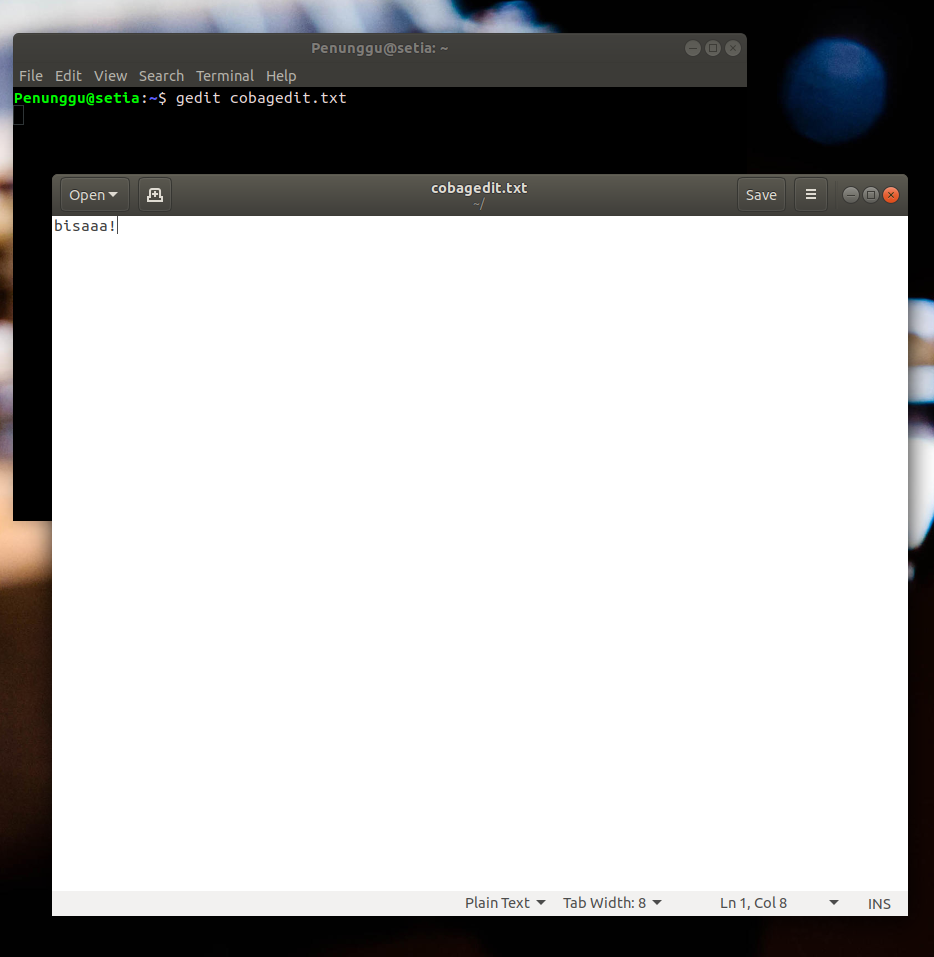 Penunggu@setia: ~
File Edit View Search Terminal Help
Penunggu@setia:~$ gedit cobagedit.txt
Open
cobagedit.txt
~/
Save
bisaaa!
Plain Text Tab Width: 8 Ln 1, Col 8 INS